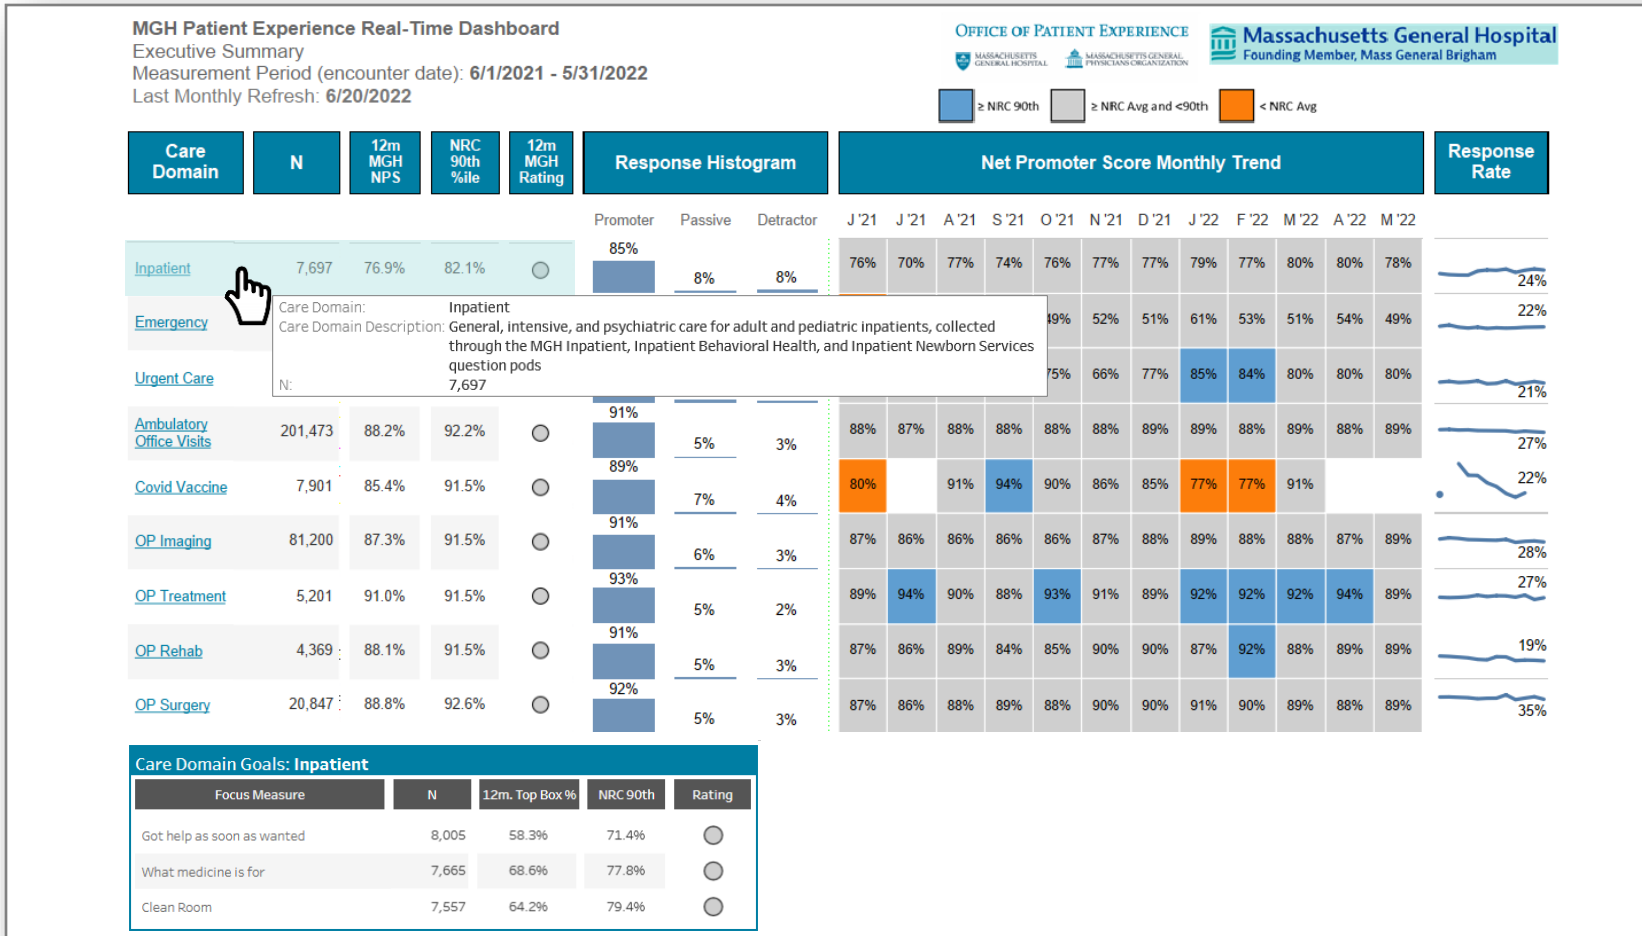 MGH Patient Experience Real-Time Dashboard
Executive Summary
Measurement Period (encounter date): 6/1/2021 - 5/31/2022
Last Monthly Refresh: 6/20/2022
OFFICE OF PATIENT EXPERIENCE
MASSACHUSETTS GENERAL HOSPITAL
MASSACHUSETTS GENERAL PHYSICIANS ORGANIZATION
Massachusetts General Hospital
Founding Member, Mass General Brigham
≥ NRC 90th ≥ NRC Avg and <90th < NRC Avg
Care Domain N 12m MGH NPS NRC 90th %ile 12m MGH Rating Response Histogram Net Promoter Score Monthly Trend Response Rate
Promoter Passive Detractor J '21 J '21 A '21 S '21 O '21 N '21 D '21 J '22 F '22 M '22 A '22 M '22
Inpatient 7,697 76.9% 82.1% 85% 8% 8% 76% 70% 77% 74% 76% 77% 77% 79% 77% 80% 80% 78% 24%
Care Domain: Inpatient
Care Domain Description: General, intensive, and psychiatric care for adult and pediatric inpatients, collected
through the MGH Inpatient, Inpatient Behavioral Health, and Inpatient Newborn Services
question pods
N: 7,697
Emergency 49% 52% 51% 61% 53% 51% 54% 49% 22%
Urgent Care 75% 66% 77% 85% 84% 80% 80% 80% 21%
Ambulatory Office Visits 201,473 88.2% 92.2% 91% 5% 3% 88% 87% 88% 88% 88% 88% 89% 89% 88% 89% 88% 89% 27%
Covid Vaccine 7,901 85.4% 91.5% 89% 7% 4% 80% 91% 94% 90% 86% 85% 77% 77% 91% 22%
OP Imaging 81,200 87.3% 91.5% 91% 6% 3% 87% 86% 86% 86% 86% 87% 88% 89% 88% 88% 87% 89% 28%
OP Treatment 5,201 91.0% 91.5% 93% 5% 2% 89% 94% 90% 88% 93% 91% 89% 92% 92% 92% 94% 89% 27%
OP Rehab 4,369 88.1% 91.5% 91% 5% 3% 87% 86% 89% 84% 85% 90% 90% 87% 92% 88% 89% 89% 19%
OP Surgery 20,847 88.8% 92.6% 92% 5% 3% 87% 86% 88% 89% 88% 90% 90% 91% 90% 89% 88% 89% 35%
Care Domain Goals: Inpatient
Focus Measure N 12m. Top Box % NRC 90th Rating
Got help as soon as wanted 8,005 58.3% 71.4%
What medicine is for 7,665 68.6% 77.8%
Clean Room 7,557 64.2% 79.4%